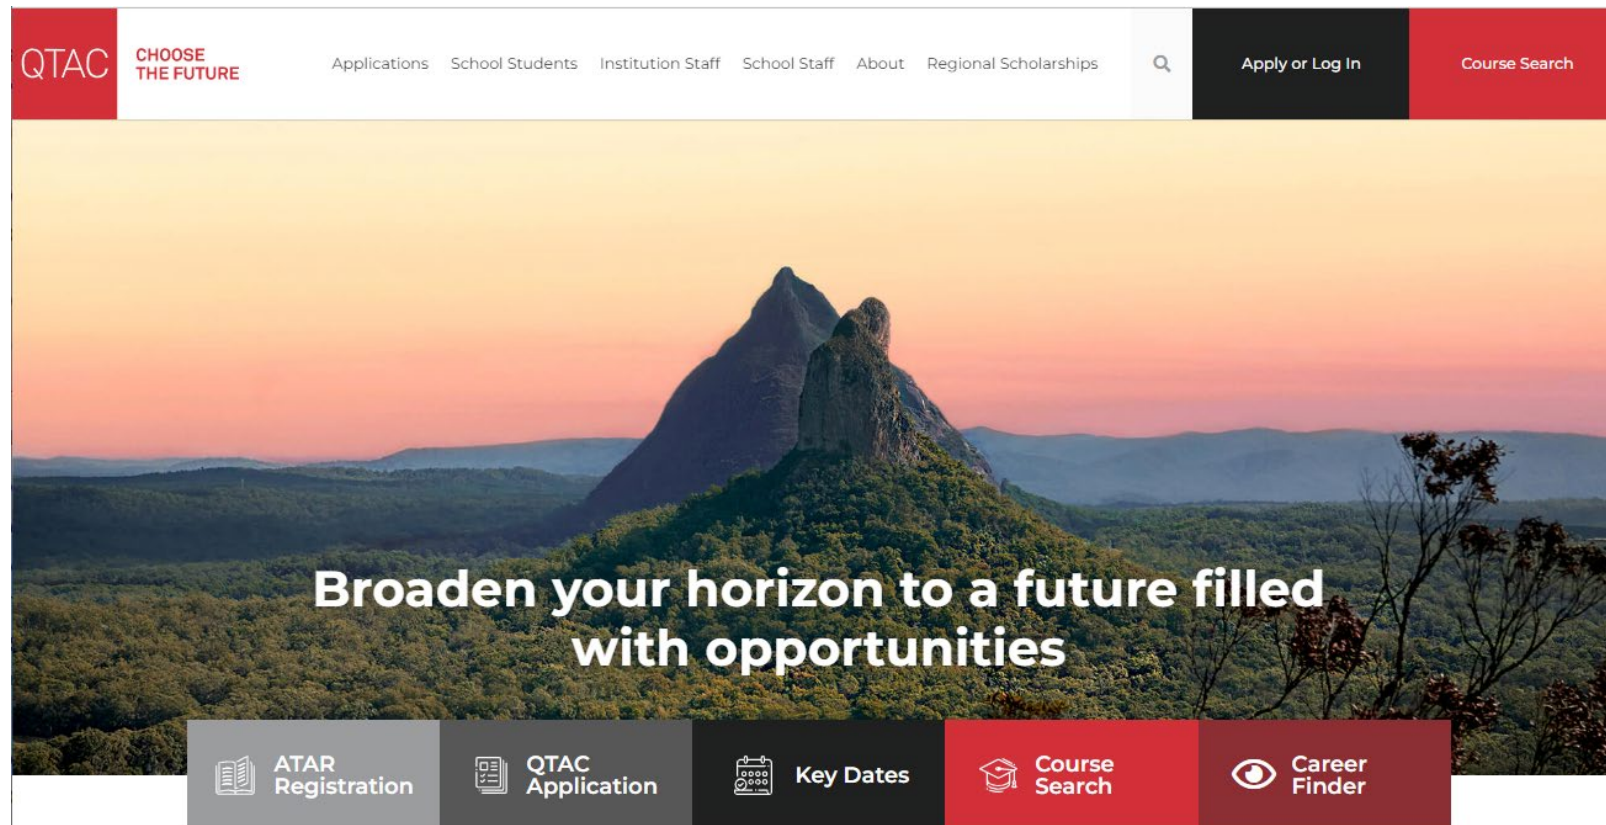 QTAC
CHOOSE
THE FUTURE
Applications School Students Institution Staff School Staff About Regional Scholarships
Apply or Log In
Course Search
Broaden your horizon to a future filled
with opportunities
ATAR
Registration
QTAC
Application
Key Dates
Course
Search
Career
Finder